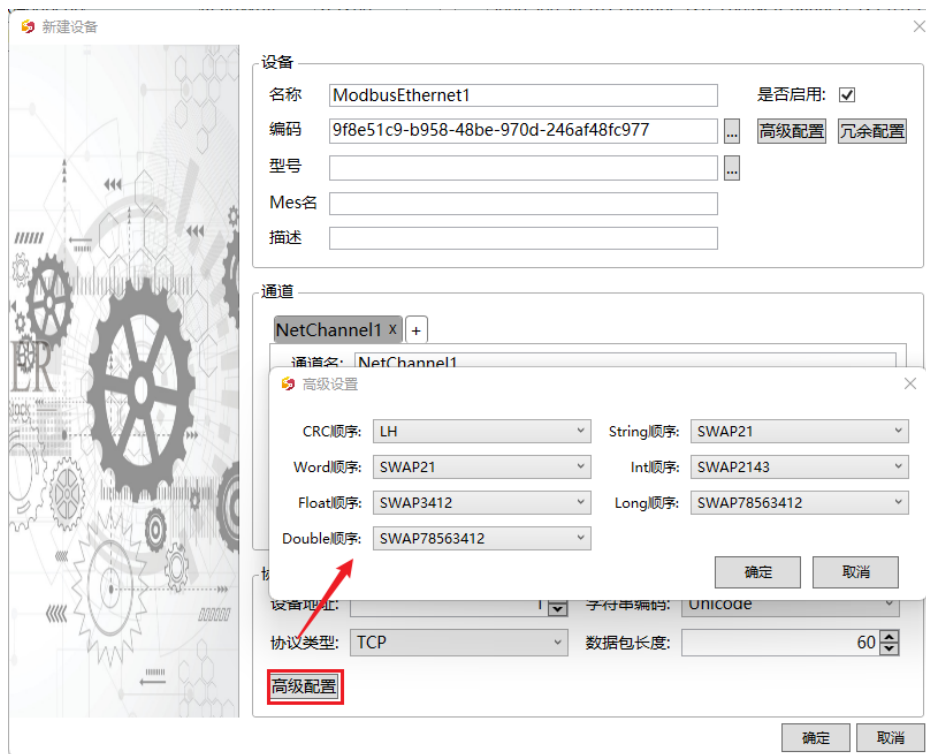 新建设备
设备
名称 ModbusEthernet1 是否启用:
编码 9f8e51c9-b958-48be-970d-246af48fc977 ... 高级配置 冗余配置
型号 ...
Mes名
描述
通道
NetChannel1 x +
通道名: NetChannel1
高级设置
CRC顺序: LH String顺序: SWAP21
Word顺序: SWAP21 Int顺序: SWAP2143
Float顺序: SWAP3412 Long顺序: SWAP78563412
Double顺序: SWAP78563412
确定 取消
设备地址: 1 字符串编码: Unicode
协议类型: TCP 数据包长度: 60
高级配置
确定 取消